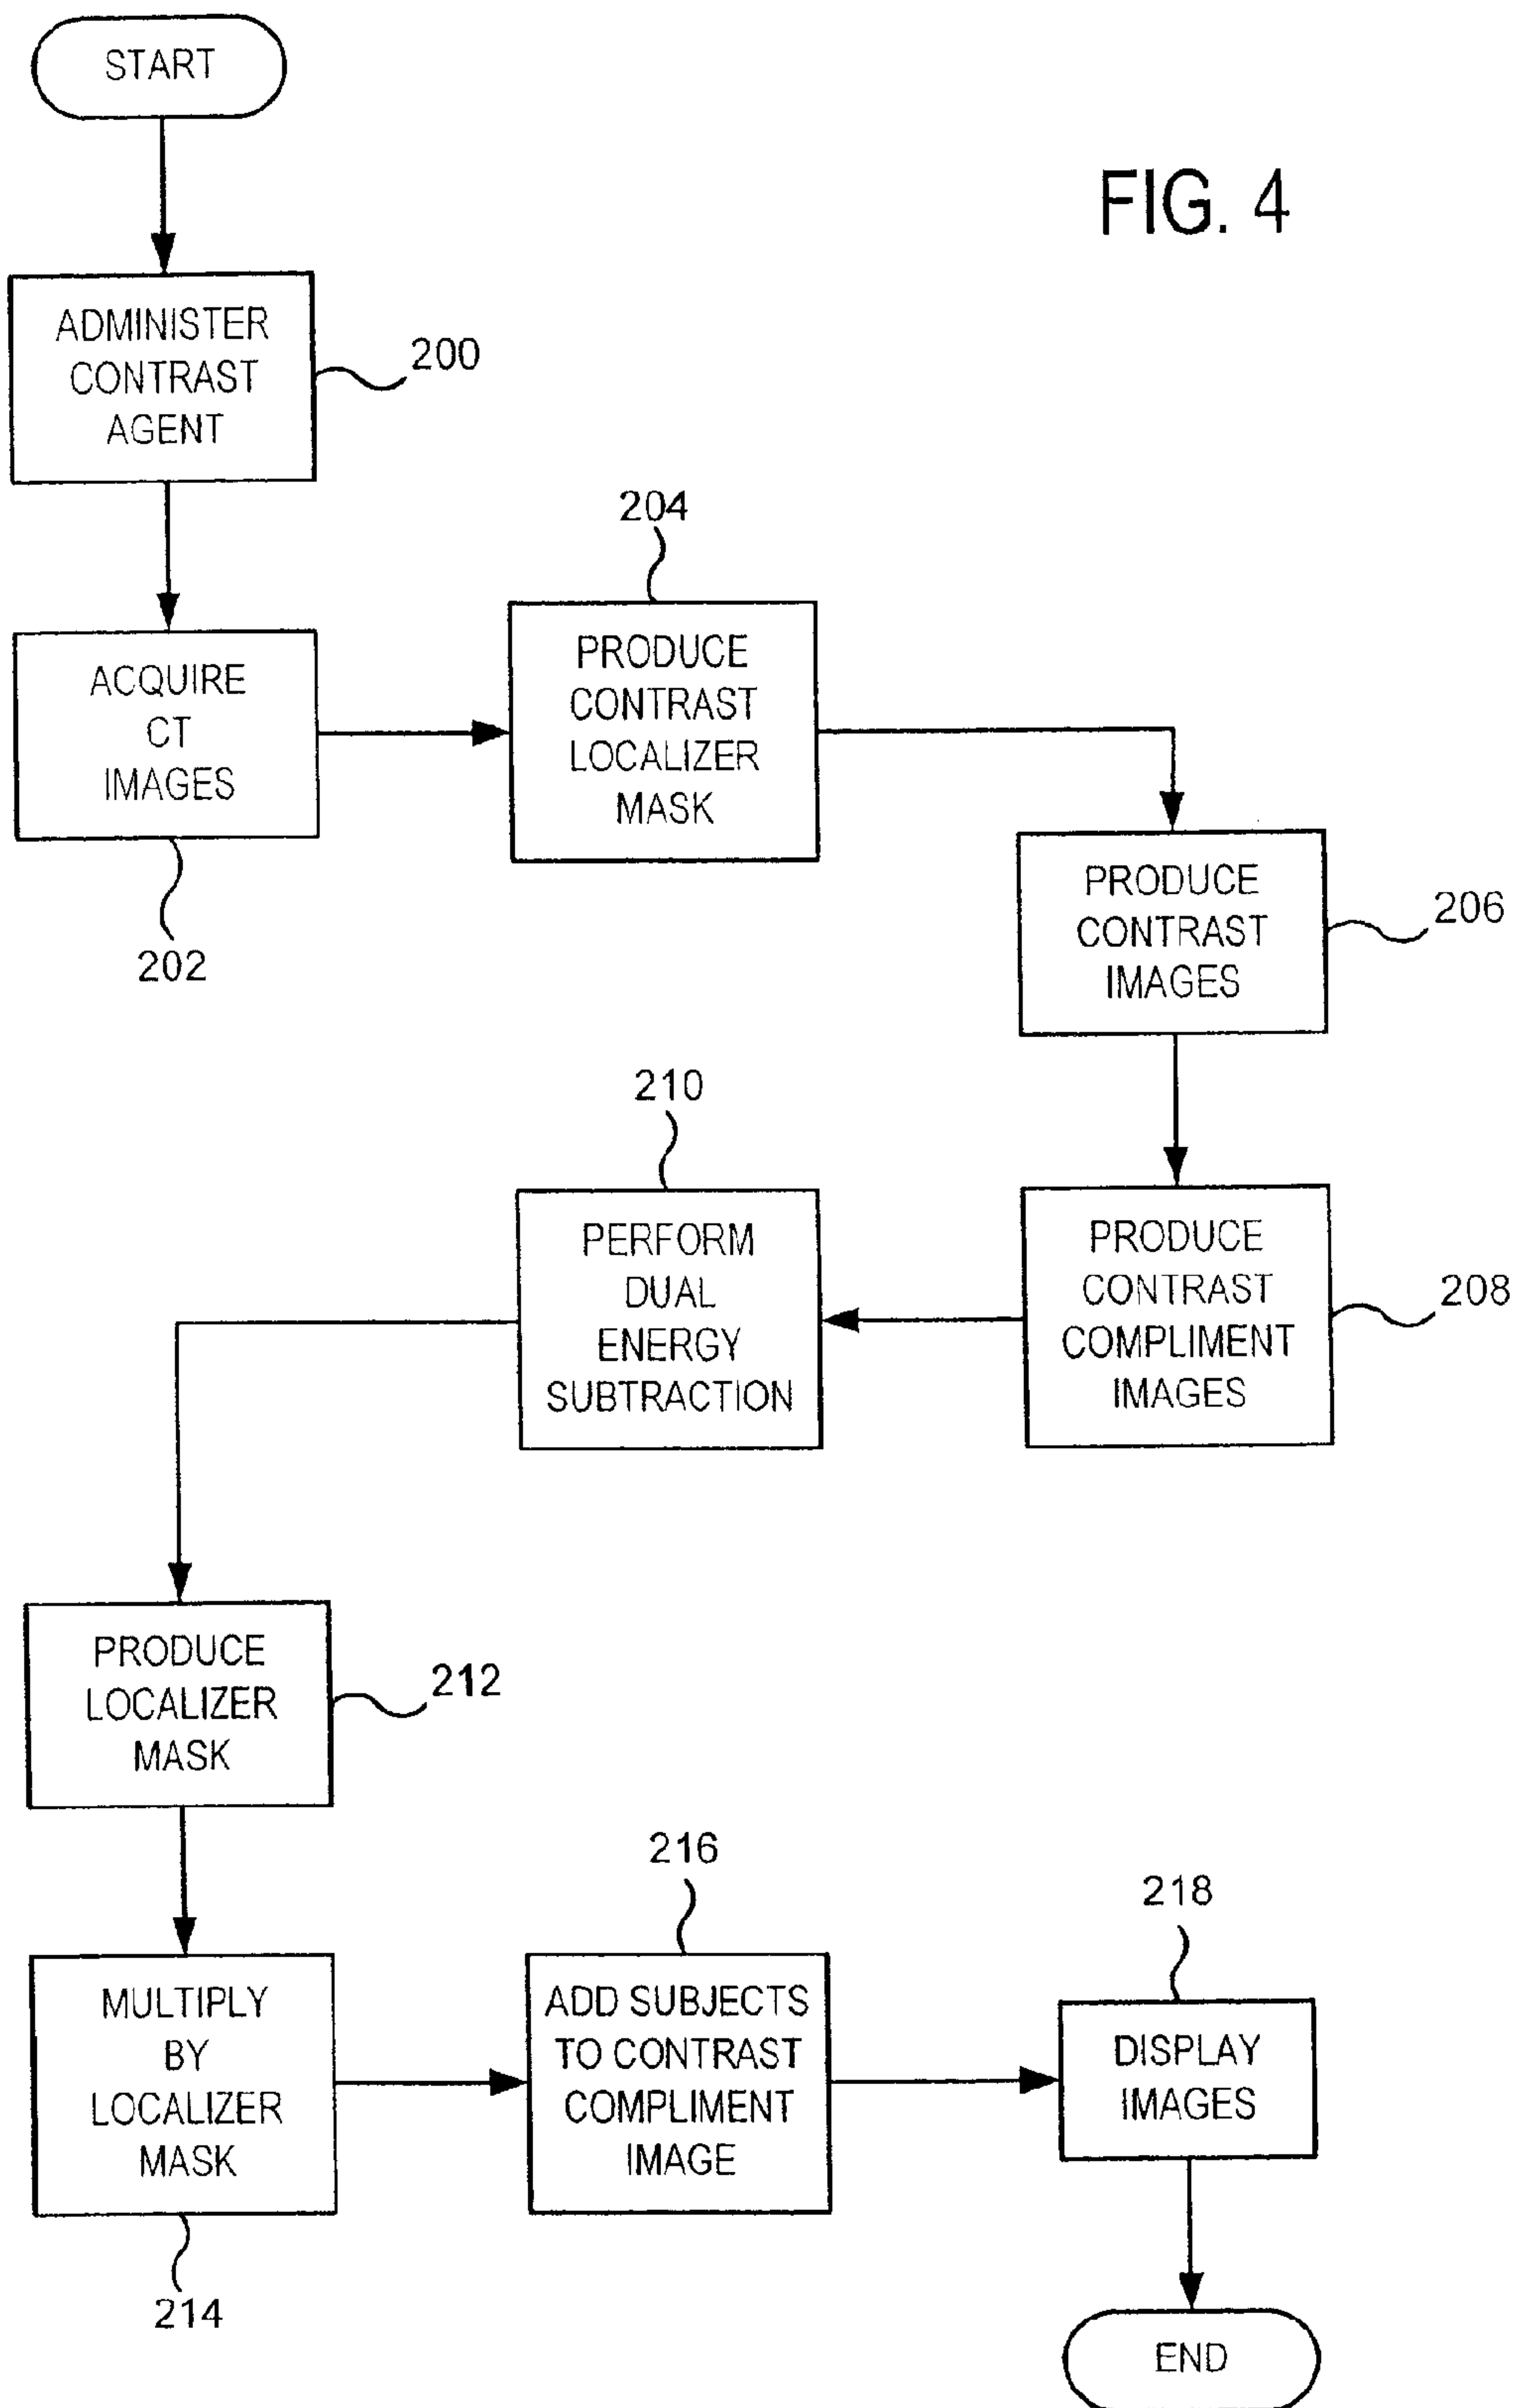 START
FIG. 4
ADMINISTER
CONTRAST
AGENT
200
ACQUIRE
CT
IMAGES
202
204
PRODUCE
CONTRAST
LOCALIZER
MASK
PRODUCE
CONTRAST
IMAGES
206
PRODUCE
CONTRAST
COMPLIMENT
IMAGES
208
210
PERFORM
DUAL
ENERGY
SUBTRACTION
PRODUCE
LOCALIZER
MASK
212
MULTIPLY
BY
LOCALIZER
MASK
214
216
ADD SUBJECTS
TO CONTRAST
COMPLIMENT
IMAGE
218
DISPLAY
IMAGES
END